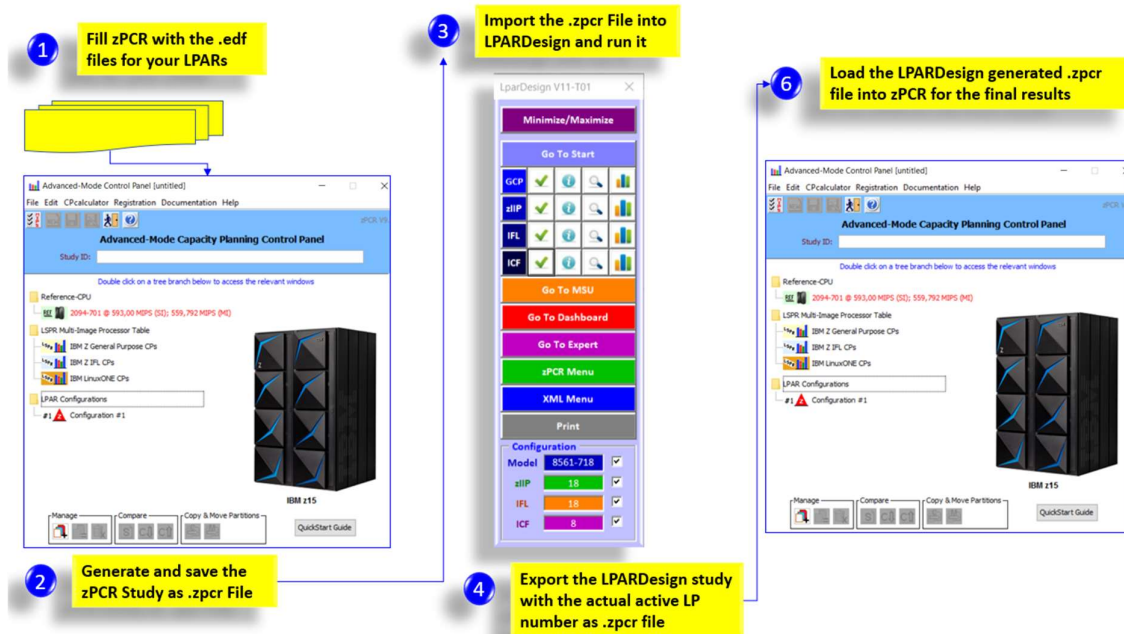 1
Fill zPCR with the .edf
files for your LPARs
Advanced-Mode Control Panel [untitled]
File Edit CPcalculator Registration Documentation Help
Advanced-Mode Capacity Planning Control Panel
Study ID:
Double click on a tree branch below to access the relevant windows
Reference-CPU
2094-701 @ 593,00 MIPS (SI); 559,792 MIPS (MI)
LSPR Multi-Image Processor Table
IBM Z General Purpose CPs
IBM Z IFL CPs
IBM LinuxONE CPs
LPAR Configurations
#1 Configuration #1
IBM z15
Manage
Compare
Copy & Move Partitions
QuickStart Guide
2
Generate and save the
zPCR Study as .zpcr File
3
Import the .zpcr File into
LPARDesign and run it
LparDesign V11-T01
Minimize/Maximize
Go To Start
GCP
zIIP
IFL
ICF
Go To MSU
Go To Dashboard
Go To Expert
zPCR Menu
XML Menu
Print
Configuration
Model 8561-718
zIIP 18
IFL 18
ICF 8
4
Export the LPARDesign study
with the actual active LP
number as .zpcr file
6
Load the LPARDesign generated .zpcr
file into zPCR for the final results
Advanced-Mode Control Panel [untitled]
File Edit CPcalculator Registration Documentation Help
Advanced-Mode Capacity Planning Control Panel
Study ID:
Double click on a tree branch below to access the relevant windows
Reference-CPU
2094-701 @ 593,00 MIPS (SI); 559,792 MIPS (MI)
LSPR Multi-Image Processor Table
IBM Z General Purpose CPs
IBM Z IFL CPs
IBM LinuxONE CPs
LPAR Configurations
#1 Configuration #1
IBM z15
Manage
Compare
Copy & Move Partitions
QuickStart Guide